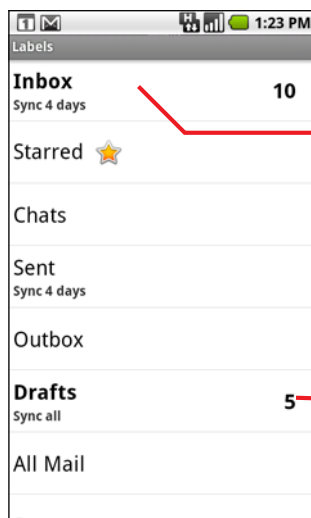 1 1:23 PM
Labels
Inbox 10
Sync 4 days
Starred
Chats
Sent
Sync 4 days
Outbox
Drafts 5
Sync all
All Mail